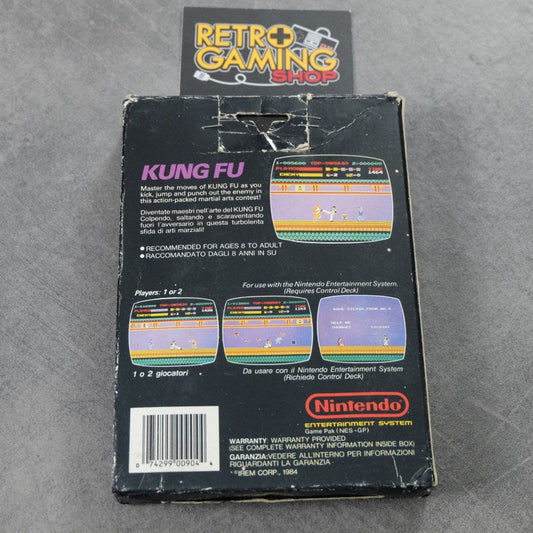 RETRO
GAMING
SHOP
KUNG FU
Master the moves of KUNG FU as you
kick, jump and punch out the enemy in
this action-packed martial arts contest!
Diventate maestri nell'arte del KUNG FU
Colpendo, saltando e scaraventando
fuori l'avversario in questa turbolenta
sfida di arti marziali!
• RECOMMENDED FOR AGES 8 TO ADULT
• RACCOMANDATO DAGLI 8 ANNI IN SU
PLAYER
ENEMY
1464
Players: 1 or 2
For use with the Nintendo Entertainment System.
(Requires Control Deck)
HELP ME
1 o 2 giocatori
Da usare con il Nintendo Entertainment System
(Richiede Control Deck)
Nintendo
ENTERTAINMENT SYSTEM
Game Pak (NES-GP)
WARRANTY: WARRANTY PROVIDED
(SEE COMPLETE WARRANTY INFORMATION INSIDE BOX)
GARANZIA: VEDERE ALL'INTERNO PER INFORMAZIONI
RIGUARDANTI LA GARANZIA
IREM CORP., 1984
0 74299 00904 4